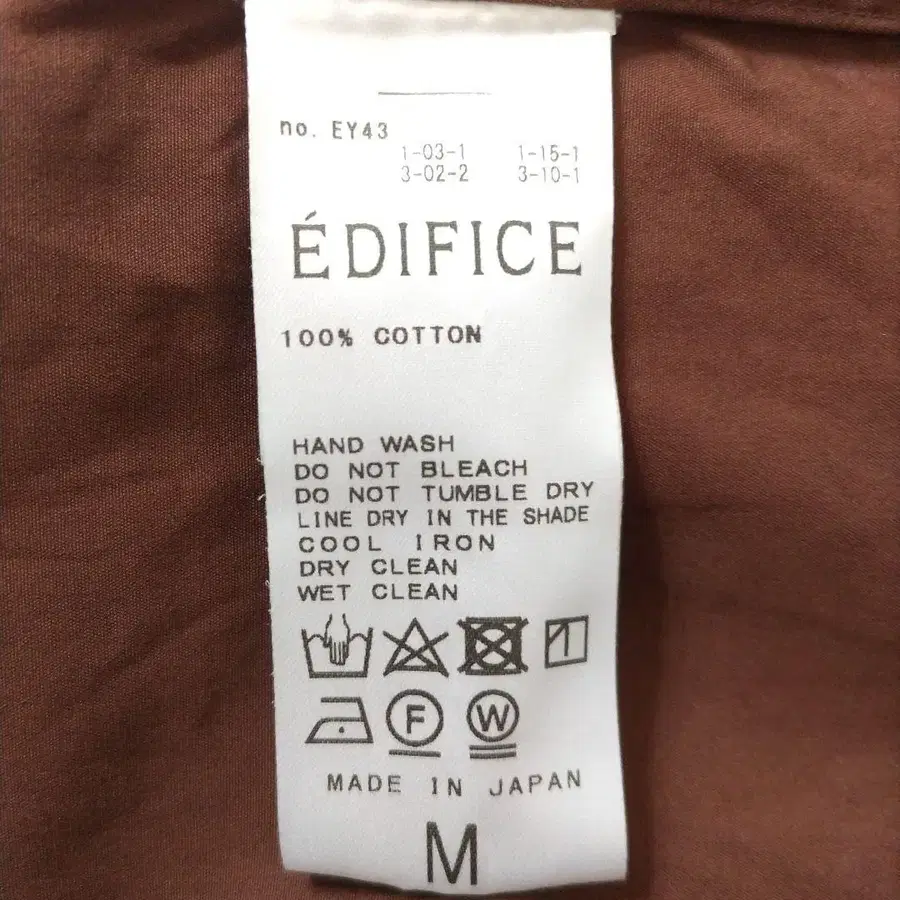 no. EY43
1-03-1 1-15-1
3-02-2 3-10-1
ÉDIFICE
100% COTTON
HAND WASH
DO NOT BLEACH
DO NOT TUMBLE DRY
LINE DRY IN THE SHADE
COOL IRON
DRY CLEAN
WET CLEAN
F W
MADE IN JAPAN
M